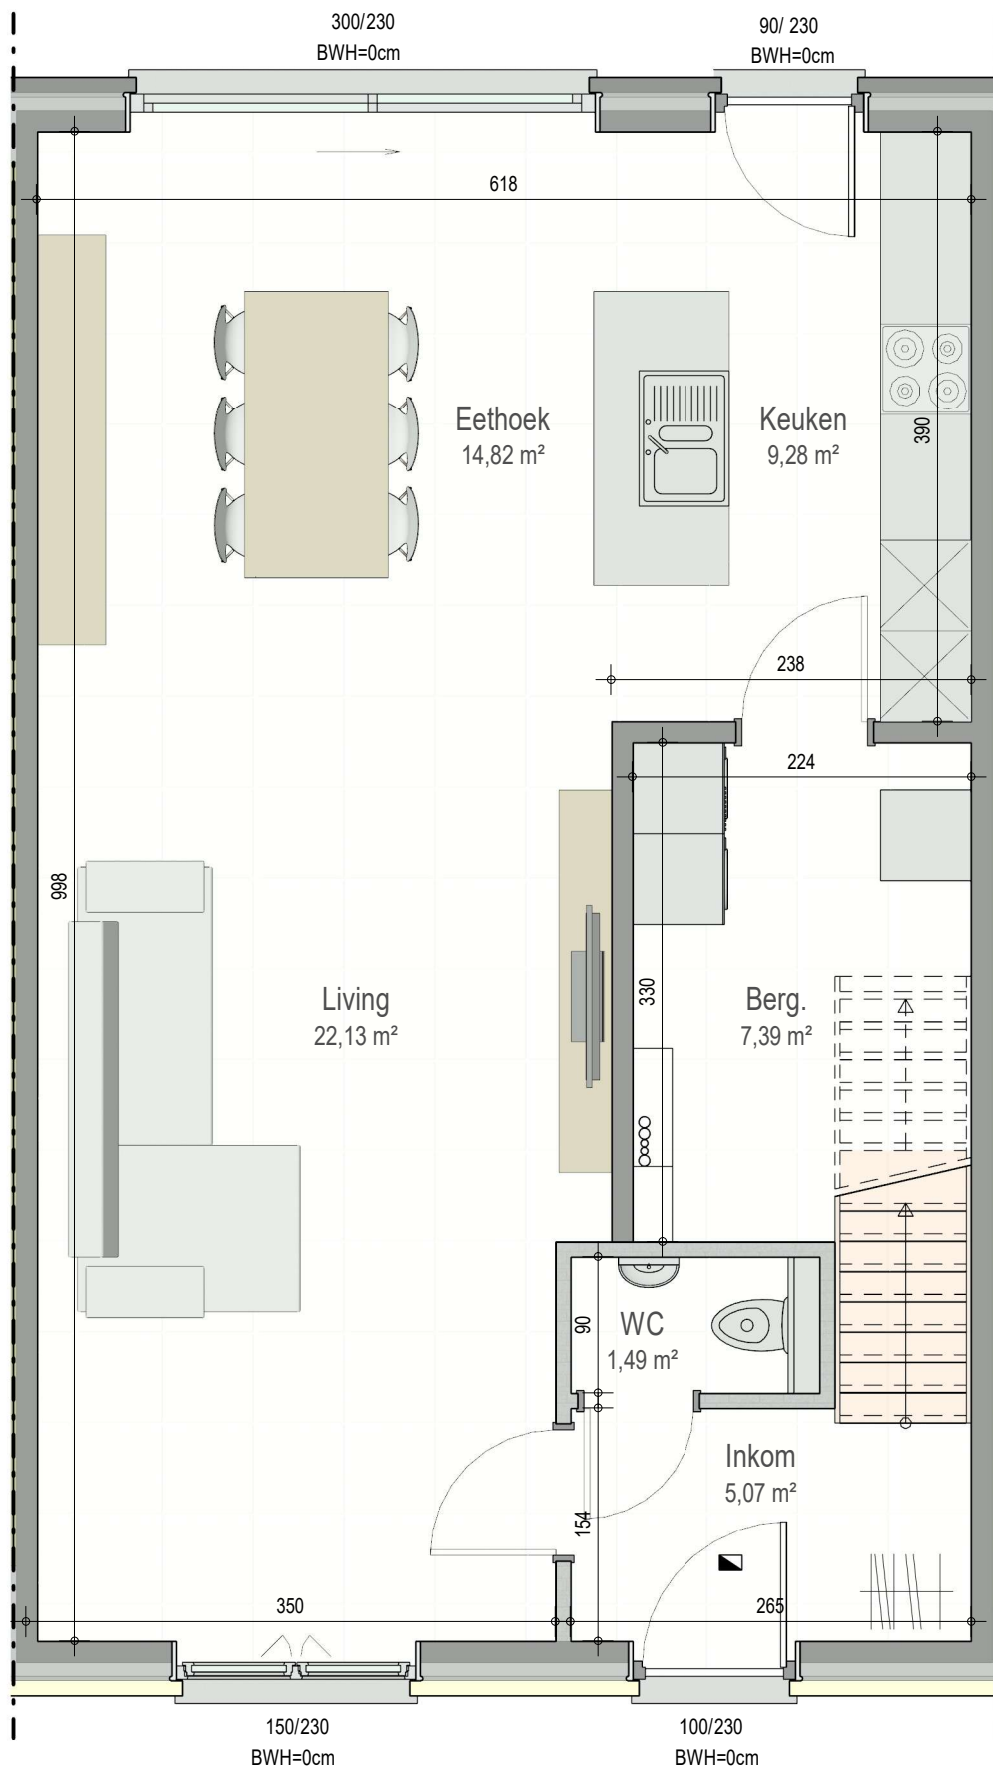 300/230
BWH=0cm
90/ 230
BWH=0cm
618
Eethoek
14,82 m²
Keuken
9,28 m²
390
238
224
998
Living
22,13 m²
330
Berg.
7,39 m²
90
WC
1,49 m²
Inkom
5,07 m²
154
350
265
150/230
BWH=0cm
100/230
BWH=0cm